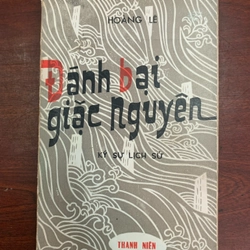 HOÀNG LÊ
Đánh bại
giặc nguyên
KÝ SỰ LỊCH SỬ
THANH NIÊN